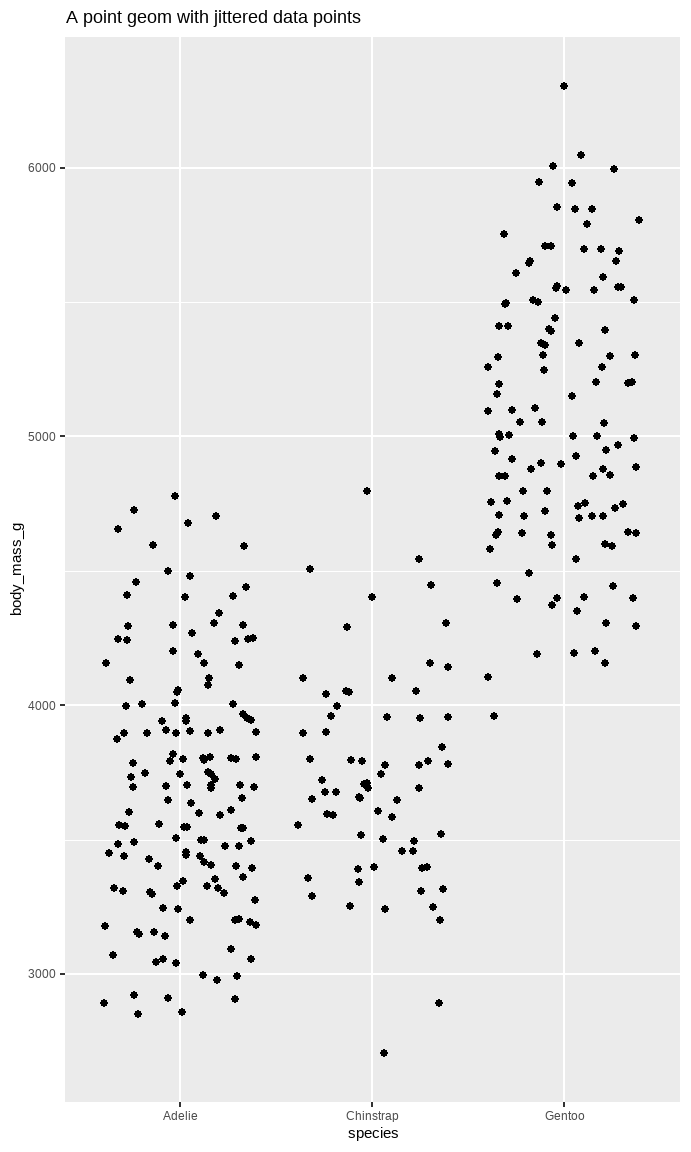 A point geom with jittered data points
body_mass_g
6000
5000
4000
3000
Adelie Chinstrap Gentoo
species